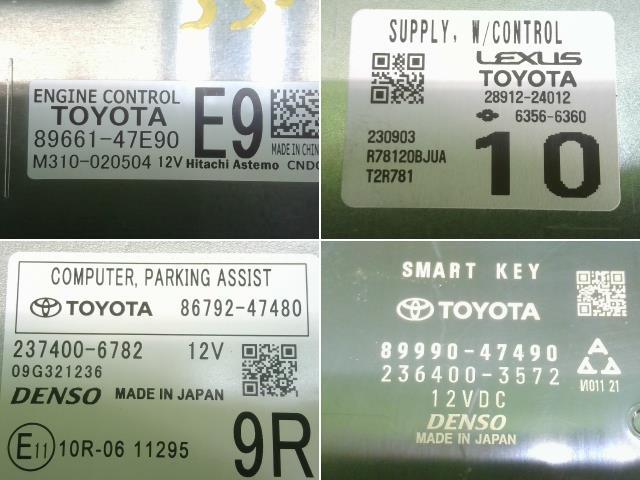 ENGINE CONTROL
TOYOTA
E9
89661-47E90
MADE IN CHINA
M310-020504 12V Hitachi Astemo CNDC
SUPPLY, W/CONTROL
LEXUS
TOYOTA
28912-24012
6356-6360
230903
R78120BJUA
T2R781
10
COMPUTER, PARKING ASSIST
TOYOTA 86792-47480
237400-6782 12V
09G321236
DENSO MADE IN JAPAN
E11 10R-06 11295
9R
SMART KEY
TOYOTA
89990-47490
236400-3572
12VDC
DENSO
MADE IN JAPAN